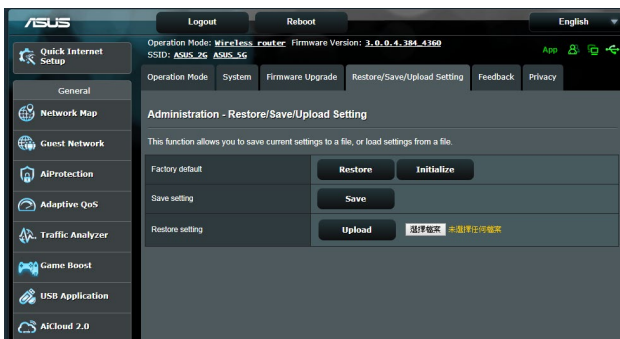 ASUS
Logout
Reboot
English
Quick Internet
Setup
Operation Mode: Wireless router Firmware Version: 3.0.0.4.384_4360
SSID: ASUS_2G ASUS_5G
App
General
Operation Mode
System
Firmware Upgrade
Restore/Save/Upload Setting
Feedback
Privacy
Network Map
Guest Network
AiProtection
Adaptive QoS
Traffic Analyzer
Game Boost
USB Application
AiCloud 2.0
Administration - Restore/Save/Upload Setting
This function allows you to save current settings to a file, or load settings from a file.
Factory default
Restore
Initialize
Save setting
Save
Restore setting
Upload
選擇檔案 未選擇任何檔案